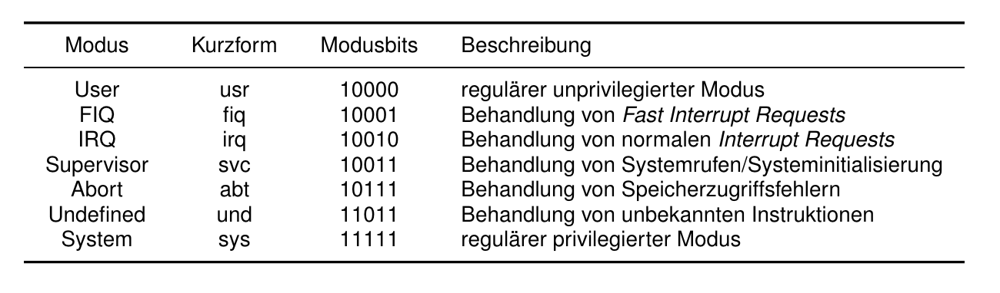 Modus Kurzform Modusbits Beschreibung
User usr 10000 regulärer unprivilegierter Modus
FIQ fiq 10001 Behandlung von Fast Interrupt Requests
IRQ irq 10010 Behandlung von normalen Interrupt Requests
Supervisor svc 10011 Behandlung von Systemrufen/Systeminitialisierung
Abort abt 10111 Behandlung von Speicherzugriffsfehlern
Undefined und 11011 Behandlung von unbekannten Instruktionen
System sys 11111 regulärer privilegierter Modus